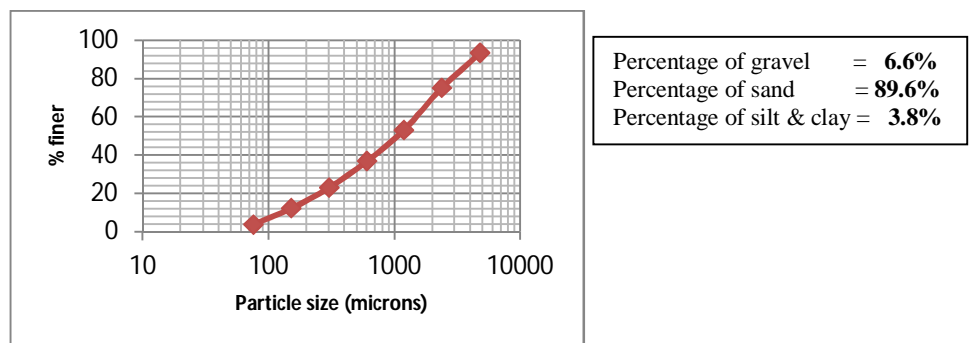 100
80
60
40
20
0
% finer
10 100 1000 10000
Particle size (microns)
Percentage of gravel = 6.6%
Percentage of sand = 89.6%
Percentage of silt & clay = 3.8%